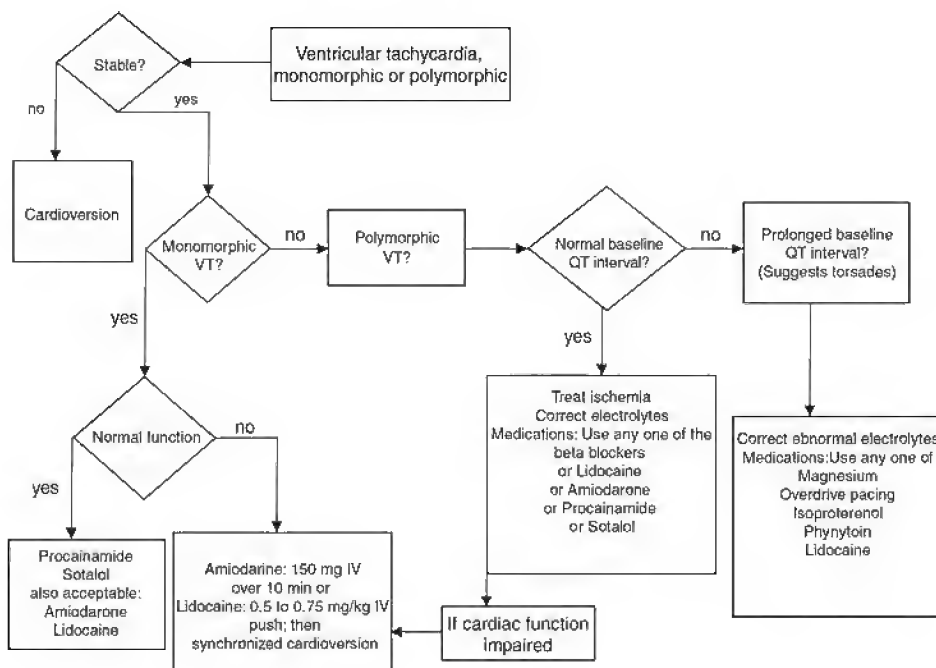 Ventricular tachycardia,
monomorphic or polymorphic
Stable?
no
yes
Cardioversion
Monomorphic
VT?
no
Polymorphic
VT?
Normal baseline
QT interval?
no
Prolonged baseline
QT interval?
(Suggests torsades)
yes
yes
Normal function
no
yes
Treat ischemia
Correct electrolytes
Medications: Use any one of the
beta blockers
or Lidocaine
or Amiodarone
or Procainamide
or Sotalol
Correct ebnormal electrolytes
Medications:Use any one of
Magnesium
Overdrive pacing
Isoproterenol
Phynytoin
Lidocaine
Procainamide
Sotalol
also acceptable:
Amiodarone
Lidocaine
Amiodarine: 150 mg IV
over 10 min or
Lidocaine: 0.5 to 0.75 mg/kg IV
push; then
synchronized cardioversion
If cardiac function
impaired